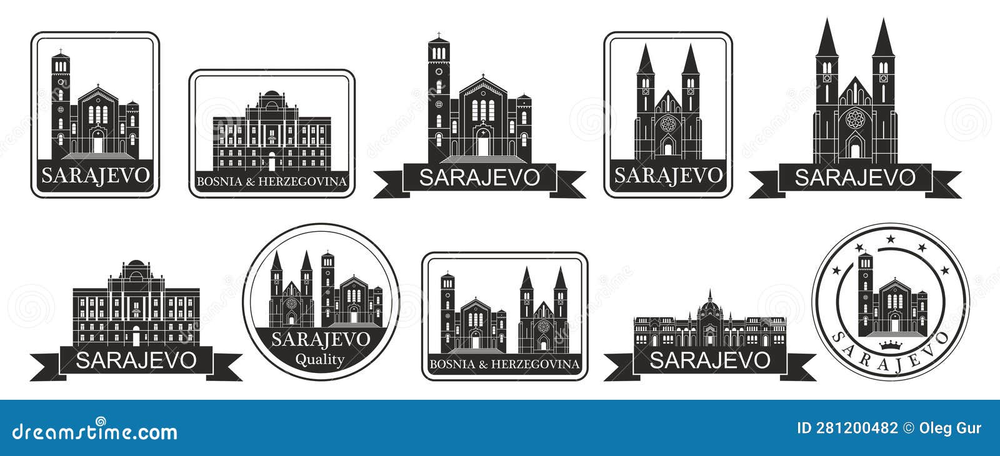 SARAJEVO
BOSNIA & HERZEGOVINA
SARAJEVO
SARAJEVO
SARAJEVO
SARAJEVO
SARAJEVO
Quality
BOSNIA & HERZEGOVINA
SARAJEVO
SARAJEVO
dreamstime.com
ID 281200482 © Oleg Gur